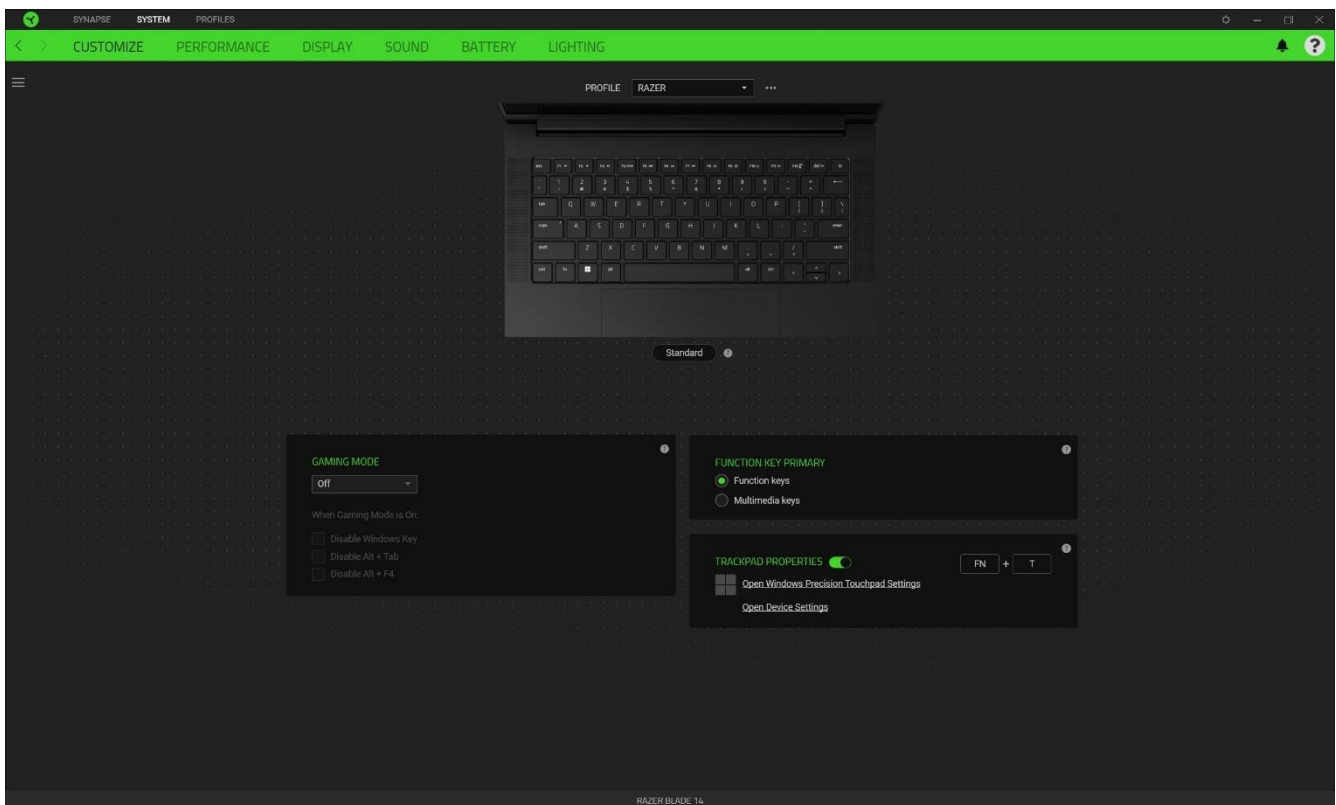 SYNAPSE SYSTEM PROFILES
CUSTOMIZE PERFORMANCE DISPLAY SOUND BATTERY LIGHTING
PROFILE RAZER
Q W E R T Y U I O P
A S D F G H J K L
Z X C V B N M
Standard
GAMING MODE
Off
When Gaming Mode is On:
Disable Windows Key
Disable Alt + Tab
Disable Alt + F4
FUNCTION KEY PRIMARY
Function keys
Multimedia keys
TRACKPAD PROPERTIES FN + T
Open Windows Precision Touchpad Settings
Open Device Settings
RAZER BLADE 14